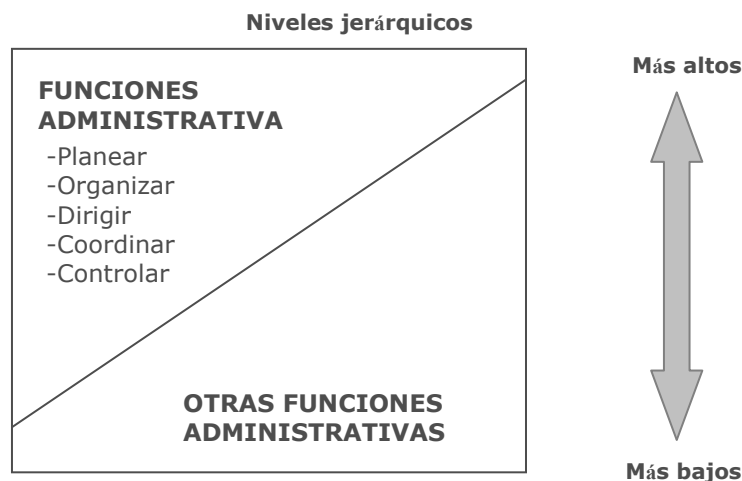 Niveles jerárquicos
Más altos
FUNCIONES
ADMINISTRATIVA
-Planear
-Organizar
-Dirigir
-Coordinar
-Controlar
OTRAS FUNCIONES
ADMINISTRATIVAS
Más bajos